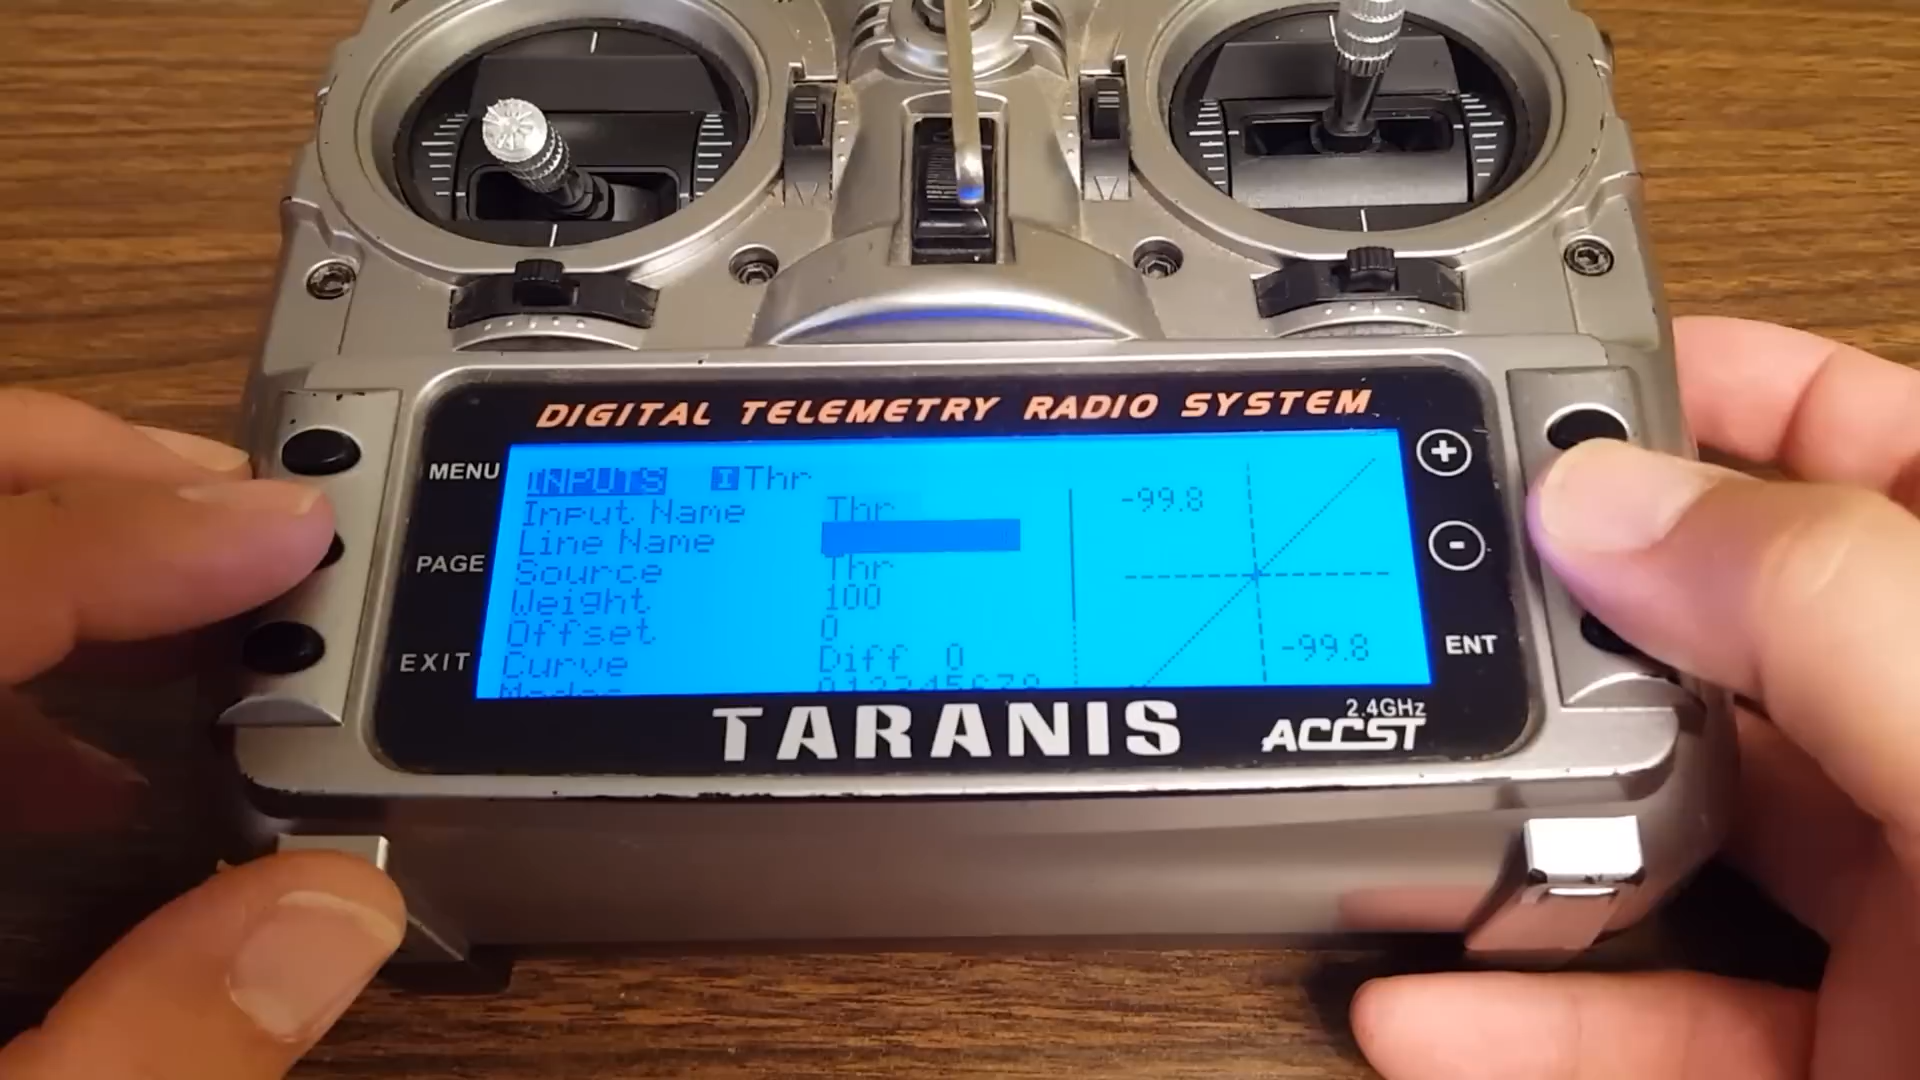 DIGITAL TELEMETRY RADIO SYSTEM
MENU
PAGE
EXIT
INPUTS I Thr
Input Name Thr
Line Name
Source Thr
Weight 100
Offset 0
Curve Diff 0
-99.8
-99.8
+
-
ENT
TARANIS
2.4GHz
ACCST